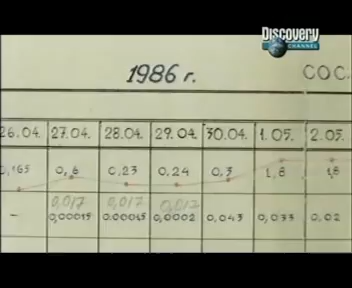 Discovery
CHANNEL
1986 г. СОС.
26.04. 27.04. 28.04. 29.04. 30.04. 1.05. 2.05.
0,165 0,6 0,23 0,24 0,3 1,8 1,8
0,017 0,017 0,017
- 0,00015 0,00015 0,0002 0,043 0,033 0,02